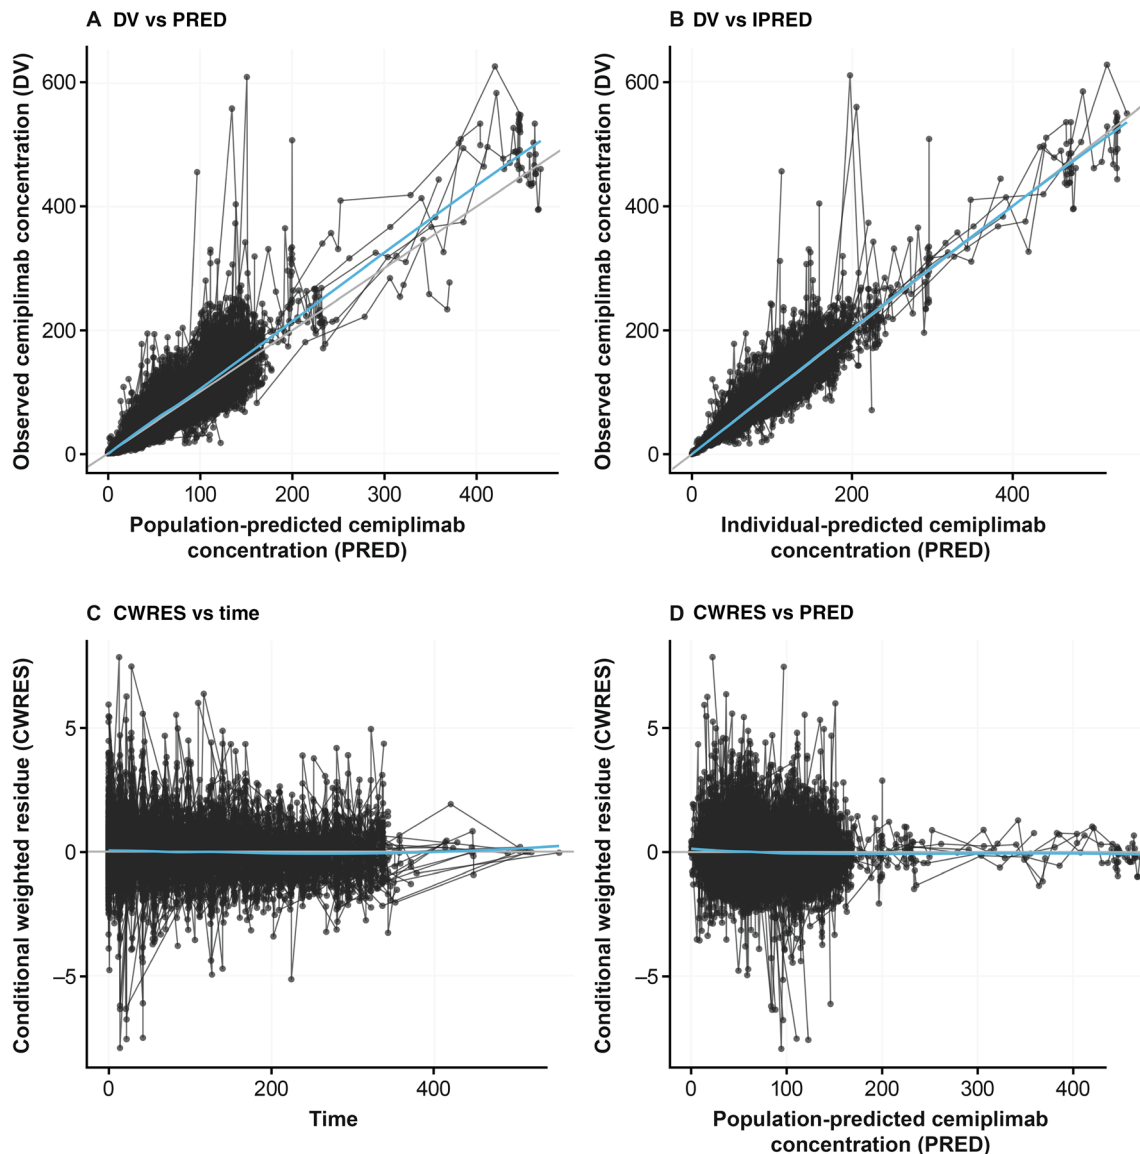 A DV vs PRED
Observed cemiplimab concentration (DV)
600
400
200
0
0 100 200 300 400
Population-predicted cemiplimab
concentration (PRED)
B DV vs IPRED
Observed cemiplimab concentration (DV)
600
400
200
0
0 200 400
Individual-predicted cemiplimab
concentration (PRED)
C CWRES vs time
Conditional weighted residue (CWRES)
5
0
–5
0 200 400
Time
D CWRES vs PRED
Conditional weighted residue (CWRES)
5
0
–5
0 100 200 300 400
Population-predicted cemiplimab
concentration (PRED)